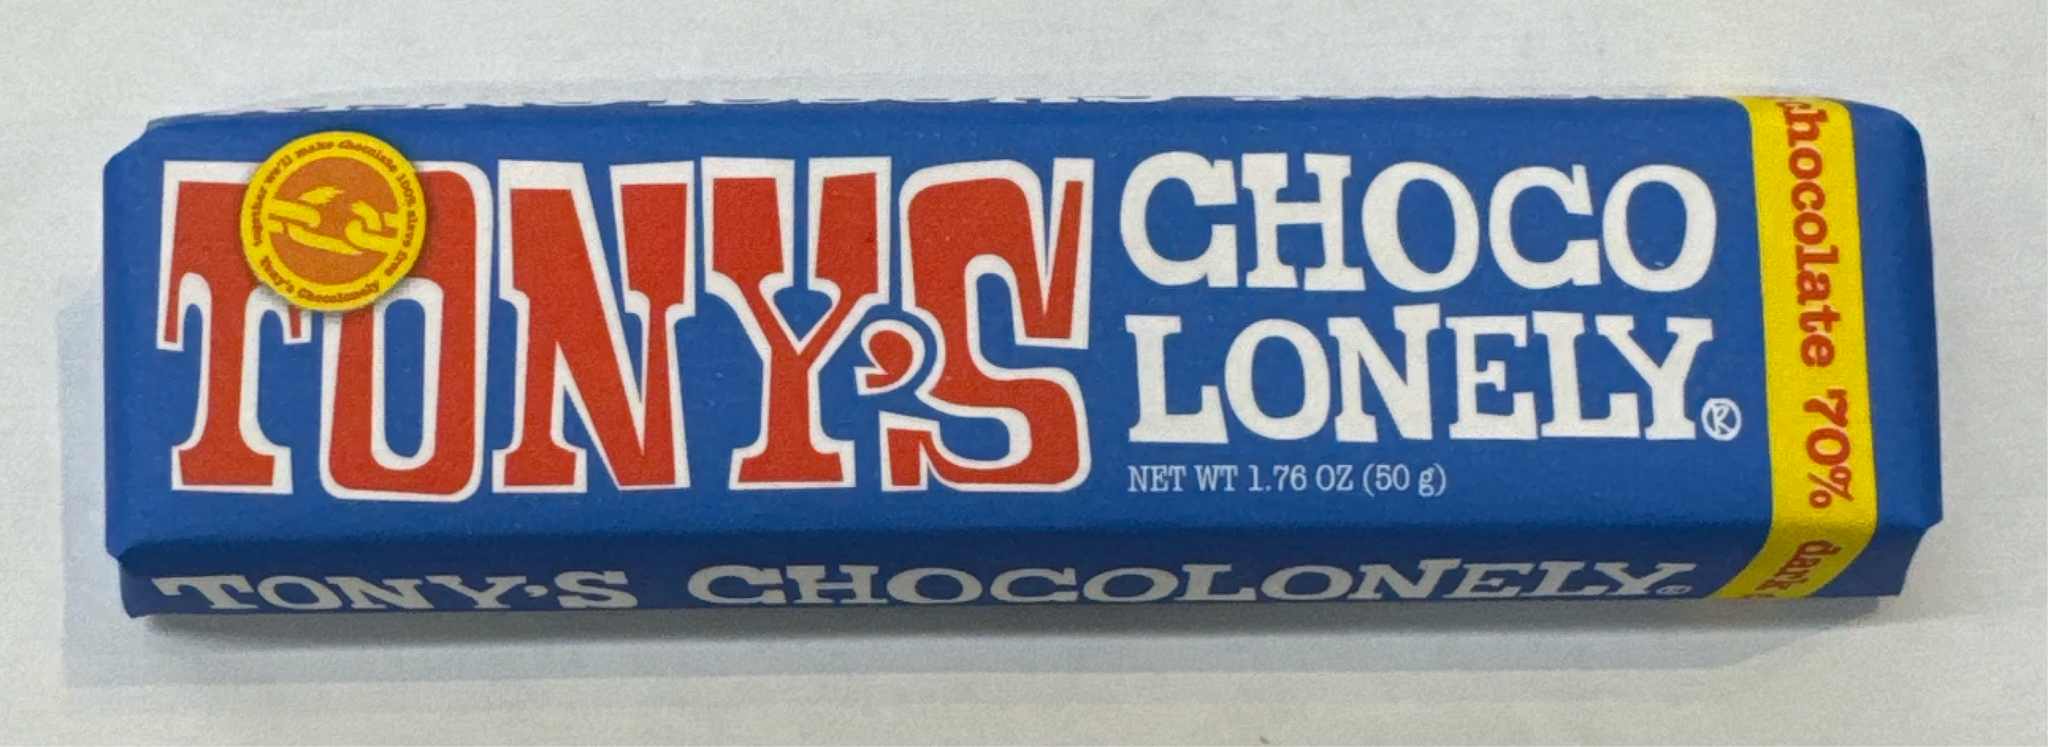 together we'll make chocolate 100% slave free
Tony's Chocolonely
TONY'S
CHOCO
LONELY®
NET WT 1.76 OZ (50 g)
chocolate 70%
dark
TONY'S CHOCOLONELY®